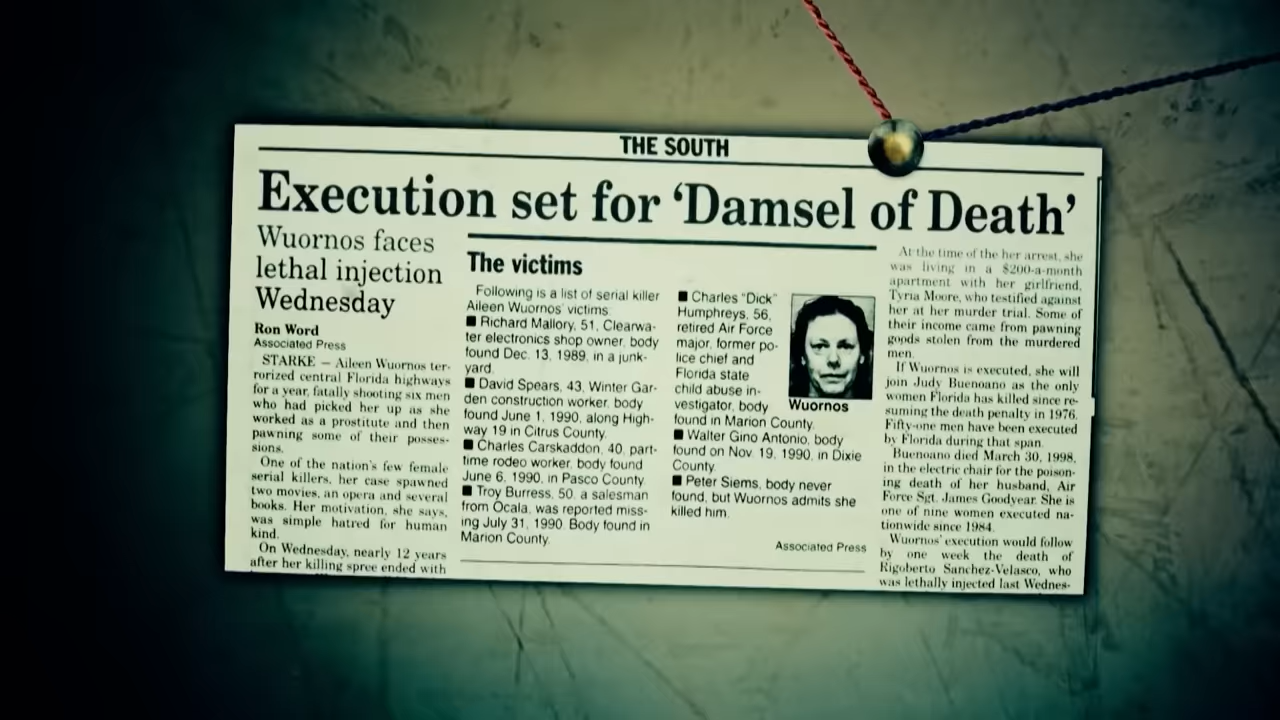 THE SOUTH
Execution set for ‘Damsel of Death’
Wuornos faces
lethal injection
Wednesday
Ron Word
Associated Press
STARKE — Aileen Wuornos ter-
rorized central Florida highways
for a year, fatally shooting six men
who had picked her up as she
worked as a prostitute and then
pawning some of their posses-
sions.
One of the nation's few female
serial killers, her case spawned
two movies, an opera and several
books. Her motivation, she says,
was simple hatred for human
kind.
On Wednesday, nearly 12 years
after her killing spree ended with
The victims
Following is a list of serial killer
Aileen Wuornos' victims
■ Richard Mallory, 51, Clearwa-
ter electronics shop owner, body
found Dec. 13, 1989, in a junk-
yard.
■ David Spears, 43, Winter Gar-
den construction worker, body
found June 1, 1990, along High-
way 19 in Citrus County.
■ Charles Carskaddon, 40, part-
time rodeo worker, body found
June 6, 1990, in Pasco County.
■ Troy Burress, 50, a salesman
from Ocala, was reported miss-
ing July 31, 1990. Body found in
Marion County.
■ Charles "Dick"
Humphreys, 56,
retired Air Force
major, former po-
lice chief and
Florida state
child abuse in-
vestigator, body
found in Marion County.
■ Walter Gino Antonio, body
found on Nov. 19, 1990, in Dixie
County.
■ Peter Siems, body never
found, but Wuornos admits she
killed him.
Wuornos
Associated Press
At the time of her arrest, she
was living in a $200-a-month
apartment with her girlfriend,
Tyria Moore, who testified against
her at her murder trial. Some of
their income came from pawning
goods stolen from the murdered
men.
If Wuornos is executed, she will
join Judy Buenoano as the only
women Florida has killed since re-
suming the death penalty in 1976.
Fifty-one men have been executed
by Florida during that span.
Buenoano died March 30, 1998,
in the electric chair for the poison-
ing death of her husband, Air
Force Sgt. James Goodyear. She is
one of nine women executed na-
tionwide since 1984.
Wuornos' execution would follow
by one week the death of
Rigoberto Sanchez-Velasco, who
was lethally injected last Wednes-